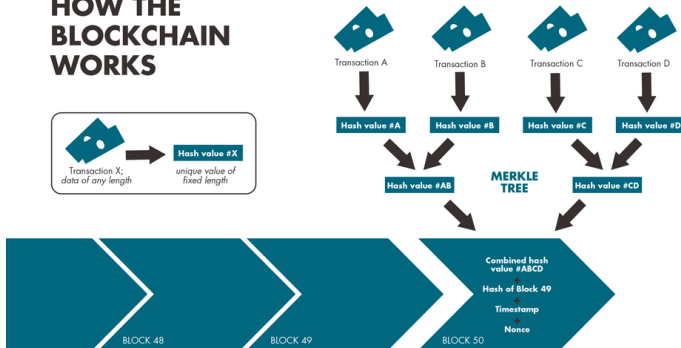 HOW THE
BLOCKCHAIN
WORKS
Transaction A
Transaction B
Transaction C
Transaction D
Hash value #A
Hash value #B
Hash value #C
Hash value #D
Transaction X;
data of any length
Hash value #X
unique value of
fixed length
Hash value #AB
MERKLE
TREE
Hash value #CD
Combined hash
value #ABCD
+
Hash of Block 49
+
Timestamp
+
Nonce
BLOCK 48
BLOCK 49
BLOCK 50